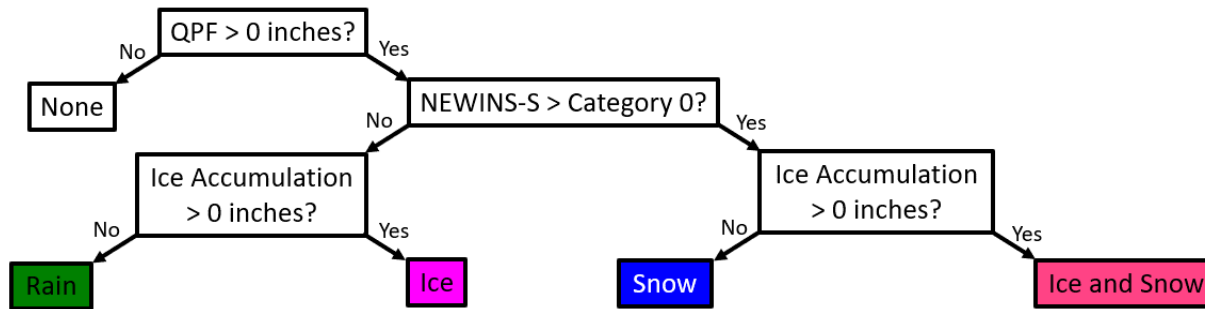 QPF > 0 inches?
No
Yes
None
NEWINS-S > Category 0?
No
Yes
Ice Accumulation
> 0 inches?
Ice Accumulation
> 0 inches?
No
Yes
No
Yes
Rain
Ice
Snow
Ice and Snow